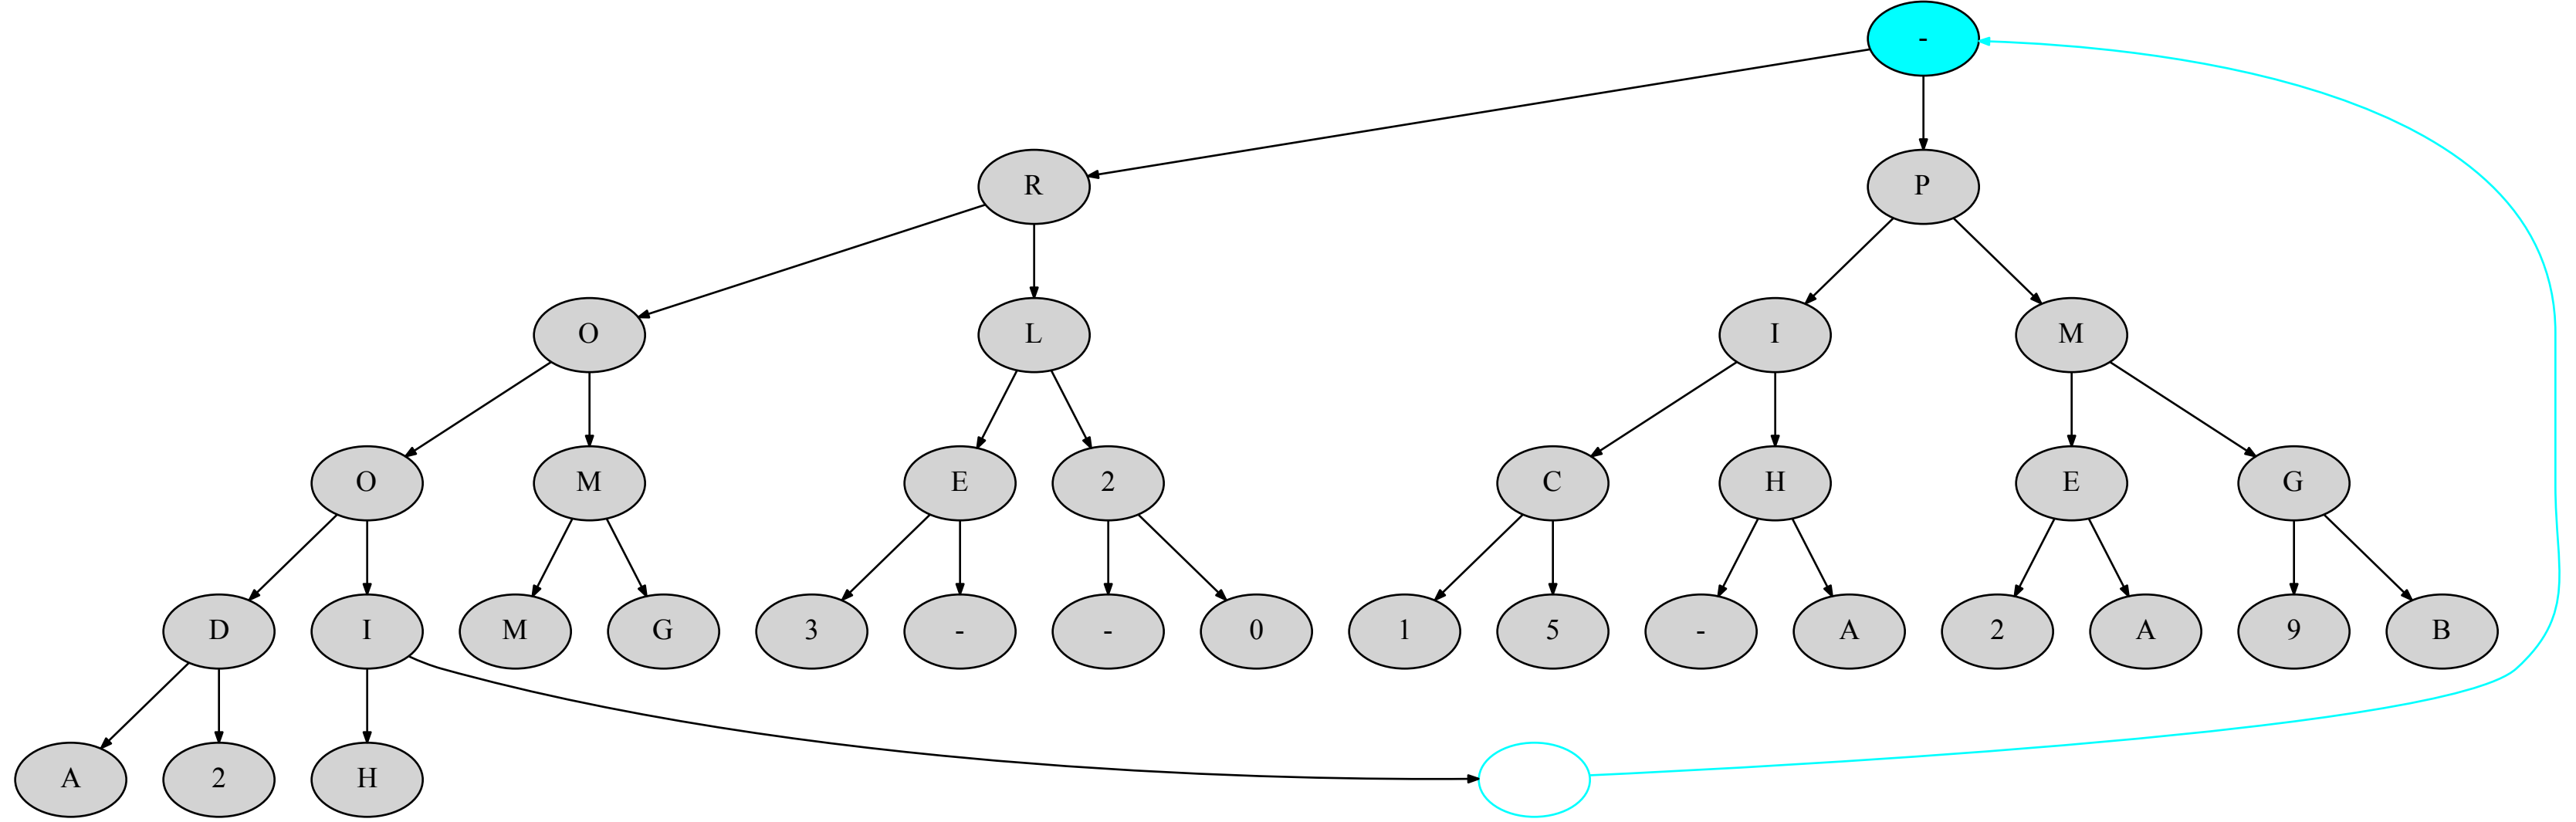 -
R P
O L I M
O M E 2 C H E G
D I M G 3 - - 0 1 5 - A 2 A 9 B
A 2 H